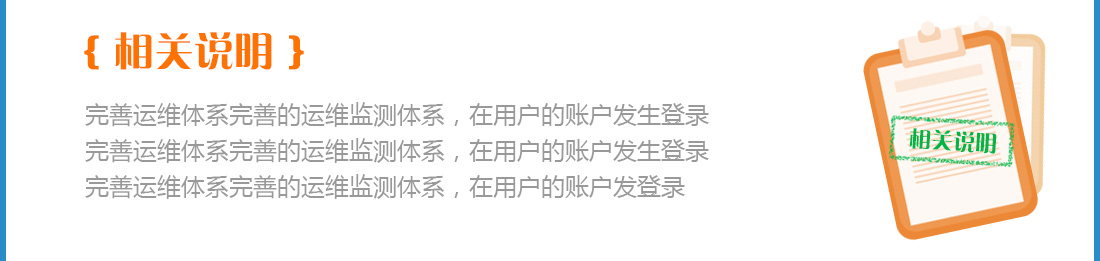 { 相关说明 }
完善运维体系完善的运维监测体系，在用户的账户发生登录
完善运维体系完善的运维监测体系，在用户的账户发生登录
完善运维体系完善的运维监测体系，在用户的账户发登录
相关说明